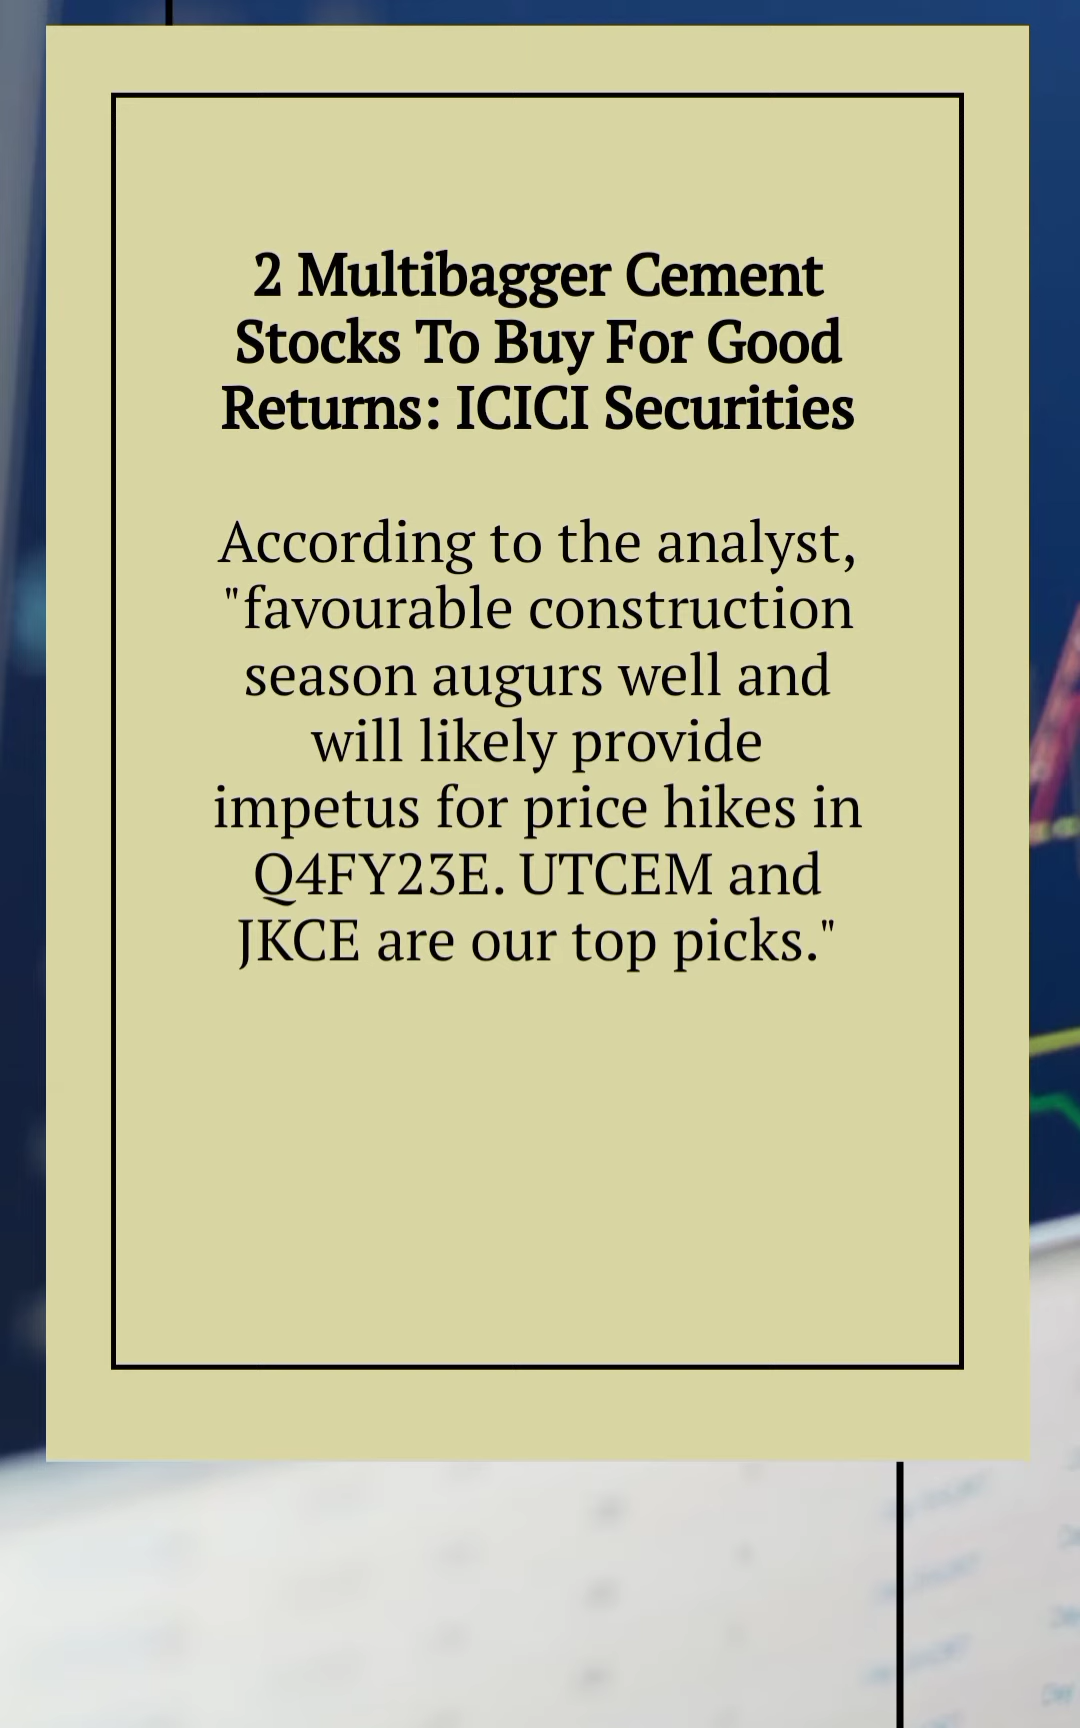 2 Multibagger Cement
Stocks To Buy For Good
Returns: ICICI Securities
According to the analyst,
"favourable construction
season augurs well and
will likely provide
impetus for price hikes in
Q4FY23E. UTCEM and
JKCE are our top picks."